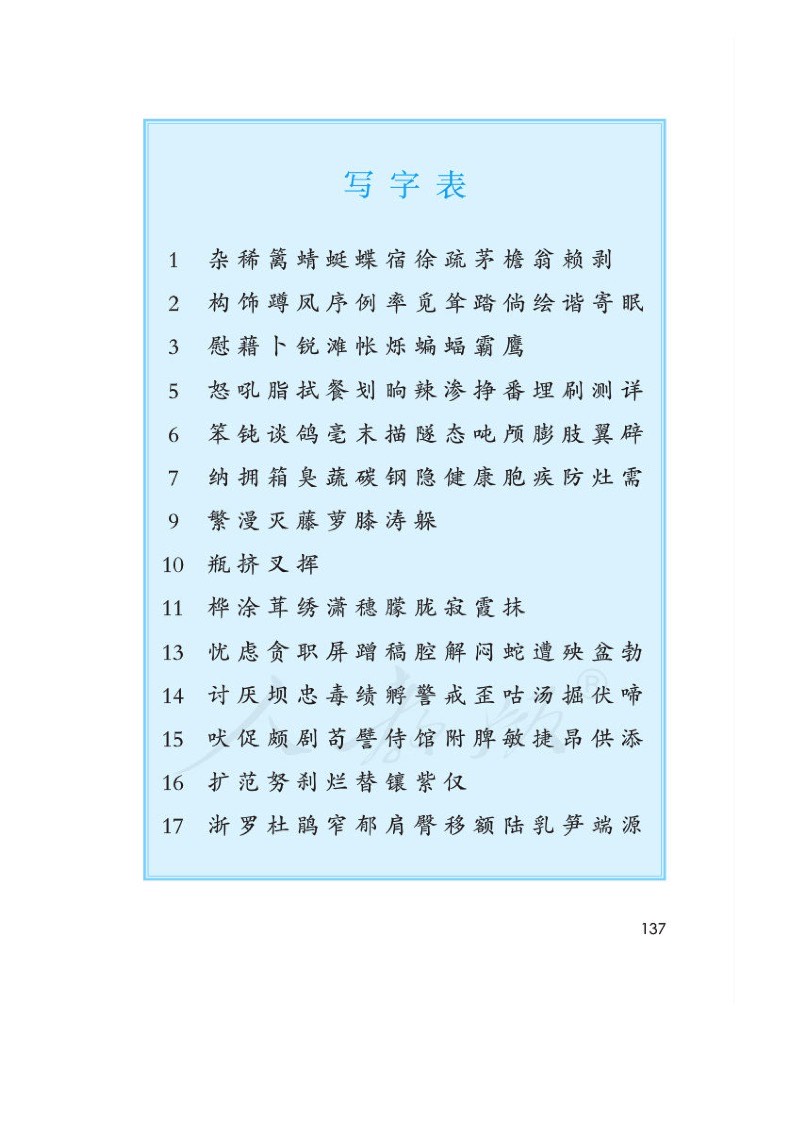 写字表
1 杂稀篱蜻蜓蝶宿徐疏茅檐翁赖剥
2 构饰蹲凤序例率觅耸踏倘绘谐寄眠
3 慰藉卜锐滩帐烁蝙蝠霸鹰
5 怒吼脂拭餐划晌辣渗挣番埋刷测详
6 笨钝谈鸽毫末描隧态吨颅膨肢翼辟
7 纳拥箱臭蔬碳钢隐健康胞疾防灶需
9 繁漫灭藤萝膝涛躲
10 瓶挤叉挥
11 桦涂茸绣潇穗朦胧寂霞抹
13 忧虑贪职屏蹭稿腔解闷蛇遭殃盆勃
14 讨厌坝忠毒绩孵警戒歪咕汤掘伏啼
15 吠促颇剧苟譬侍馆附脾敏捷昂供添
16 扩范努刹烂替镶紫仅
17 浙罗杜鹃窄郁肩臀移额陆乳笋端源
人教版®
137